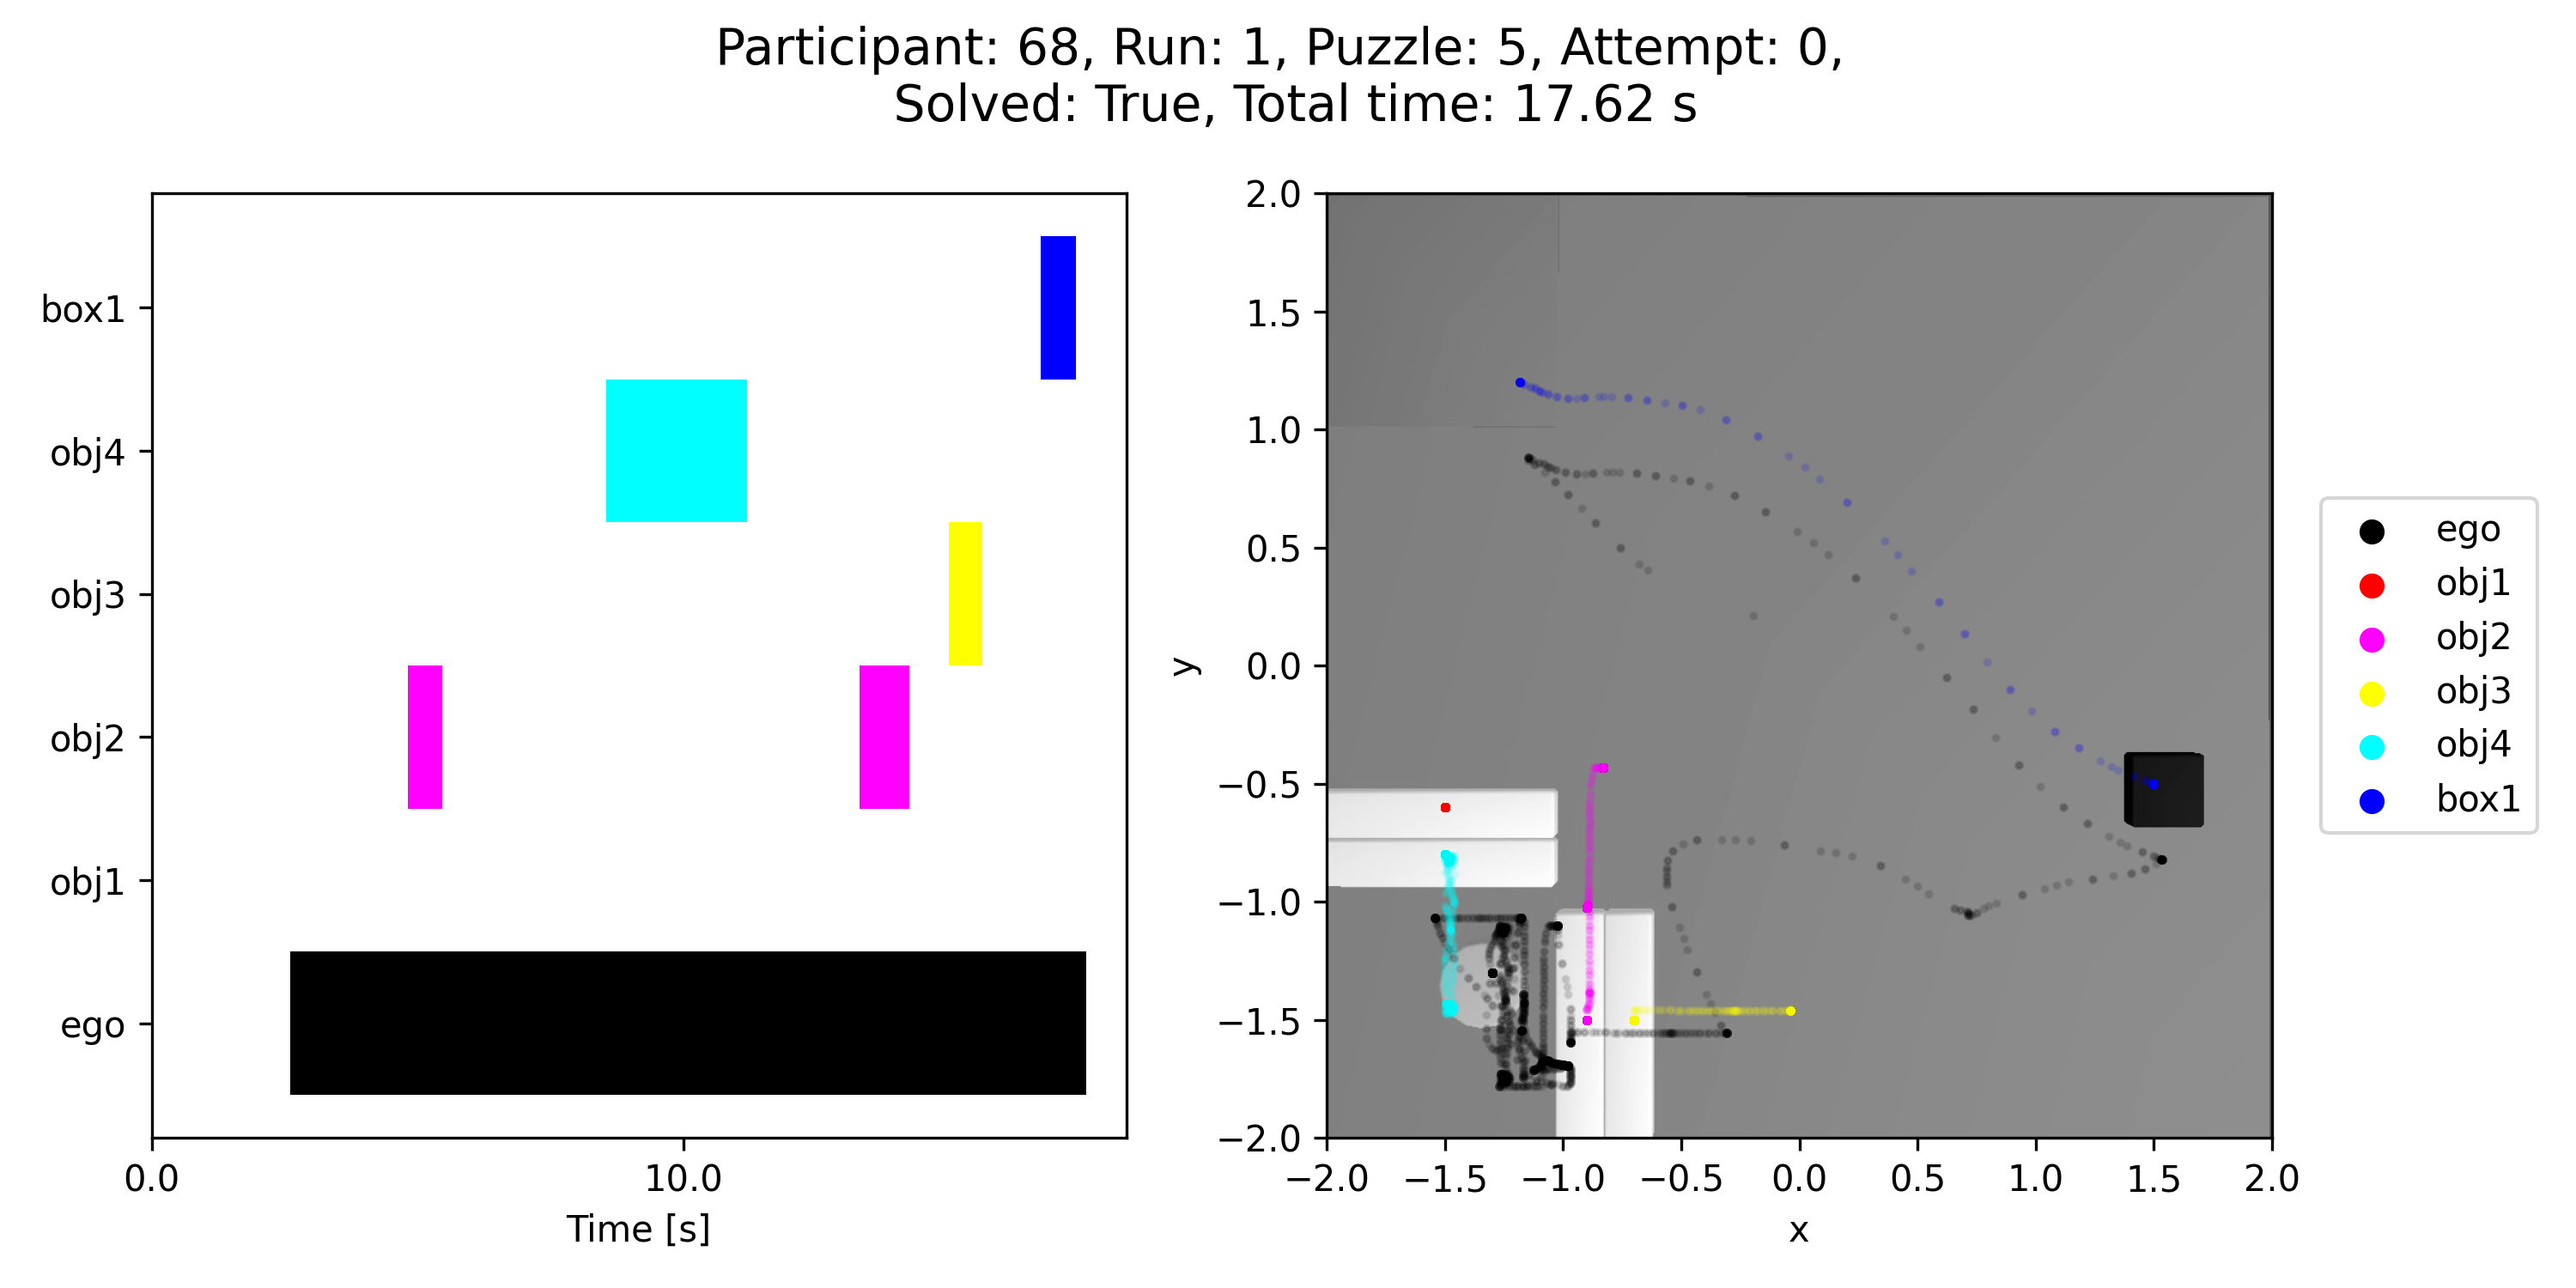 Participant: 68, Run: 1, Puzzle: 5, Attempt: 0,
Solved: True, Total time: 17.62 s
box1
obj4
obj3
obj2
obj1
ego
0.0
10.0
Time [s]
2.0
1.5
1.0
0.5
0.0
−0.5
−1.0
−1.5
−2.0
y
−2.0
−1.5
−1.0
−0.5
0.0
0.5
1.0
1.5
2.0
x
ego
obj1
obj2
obj3
obj4
box1